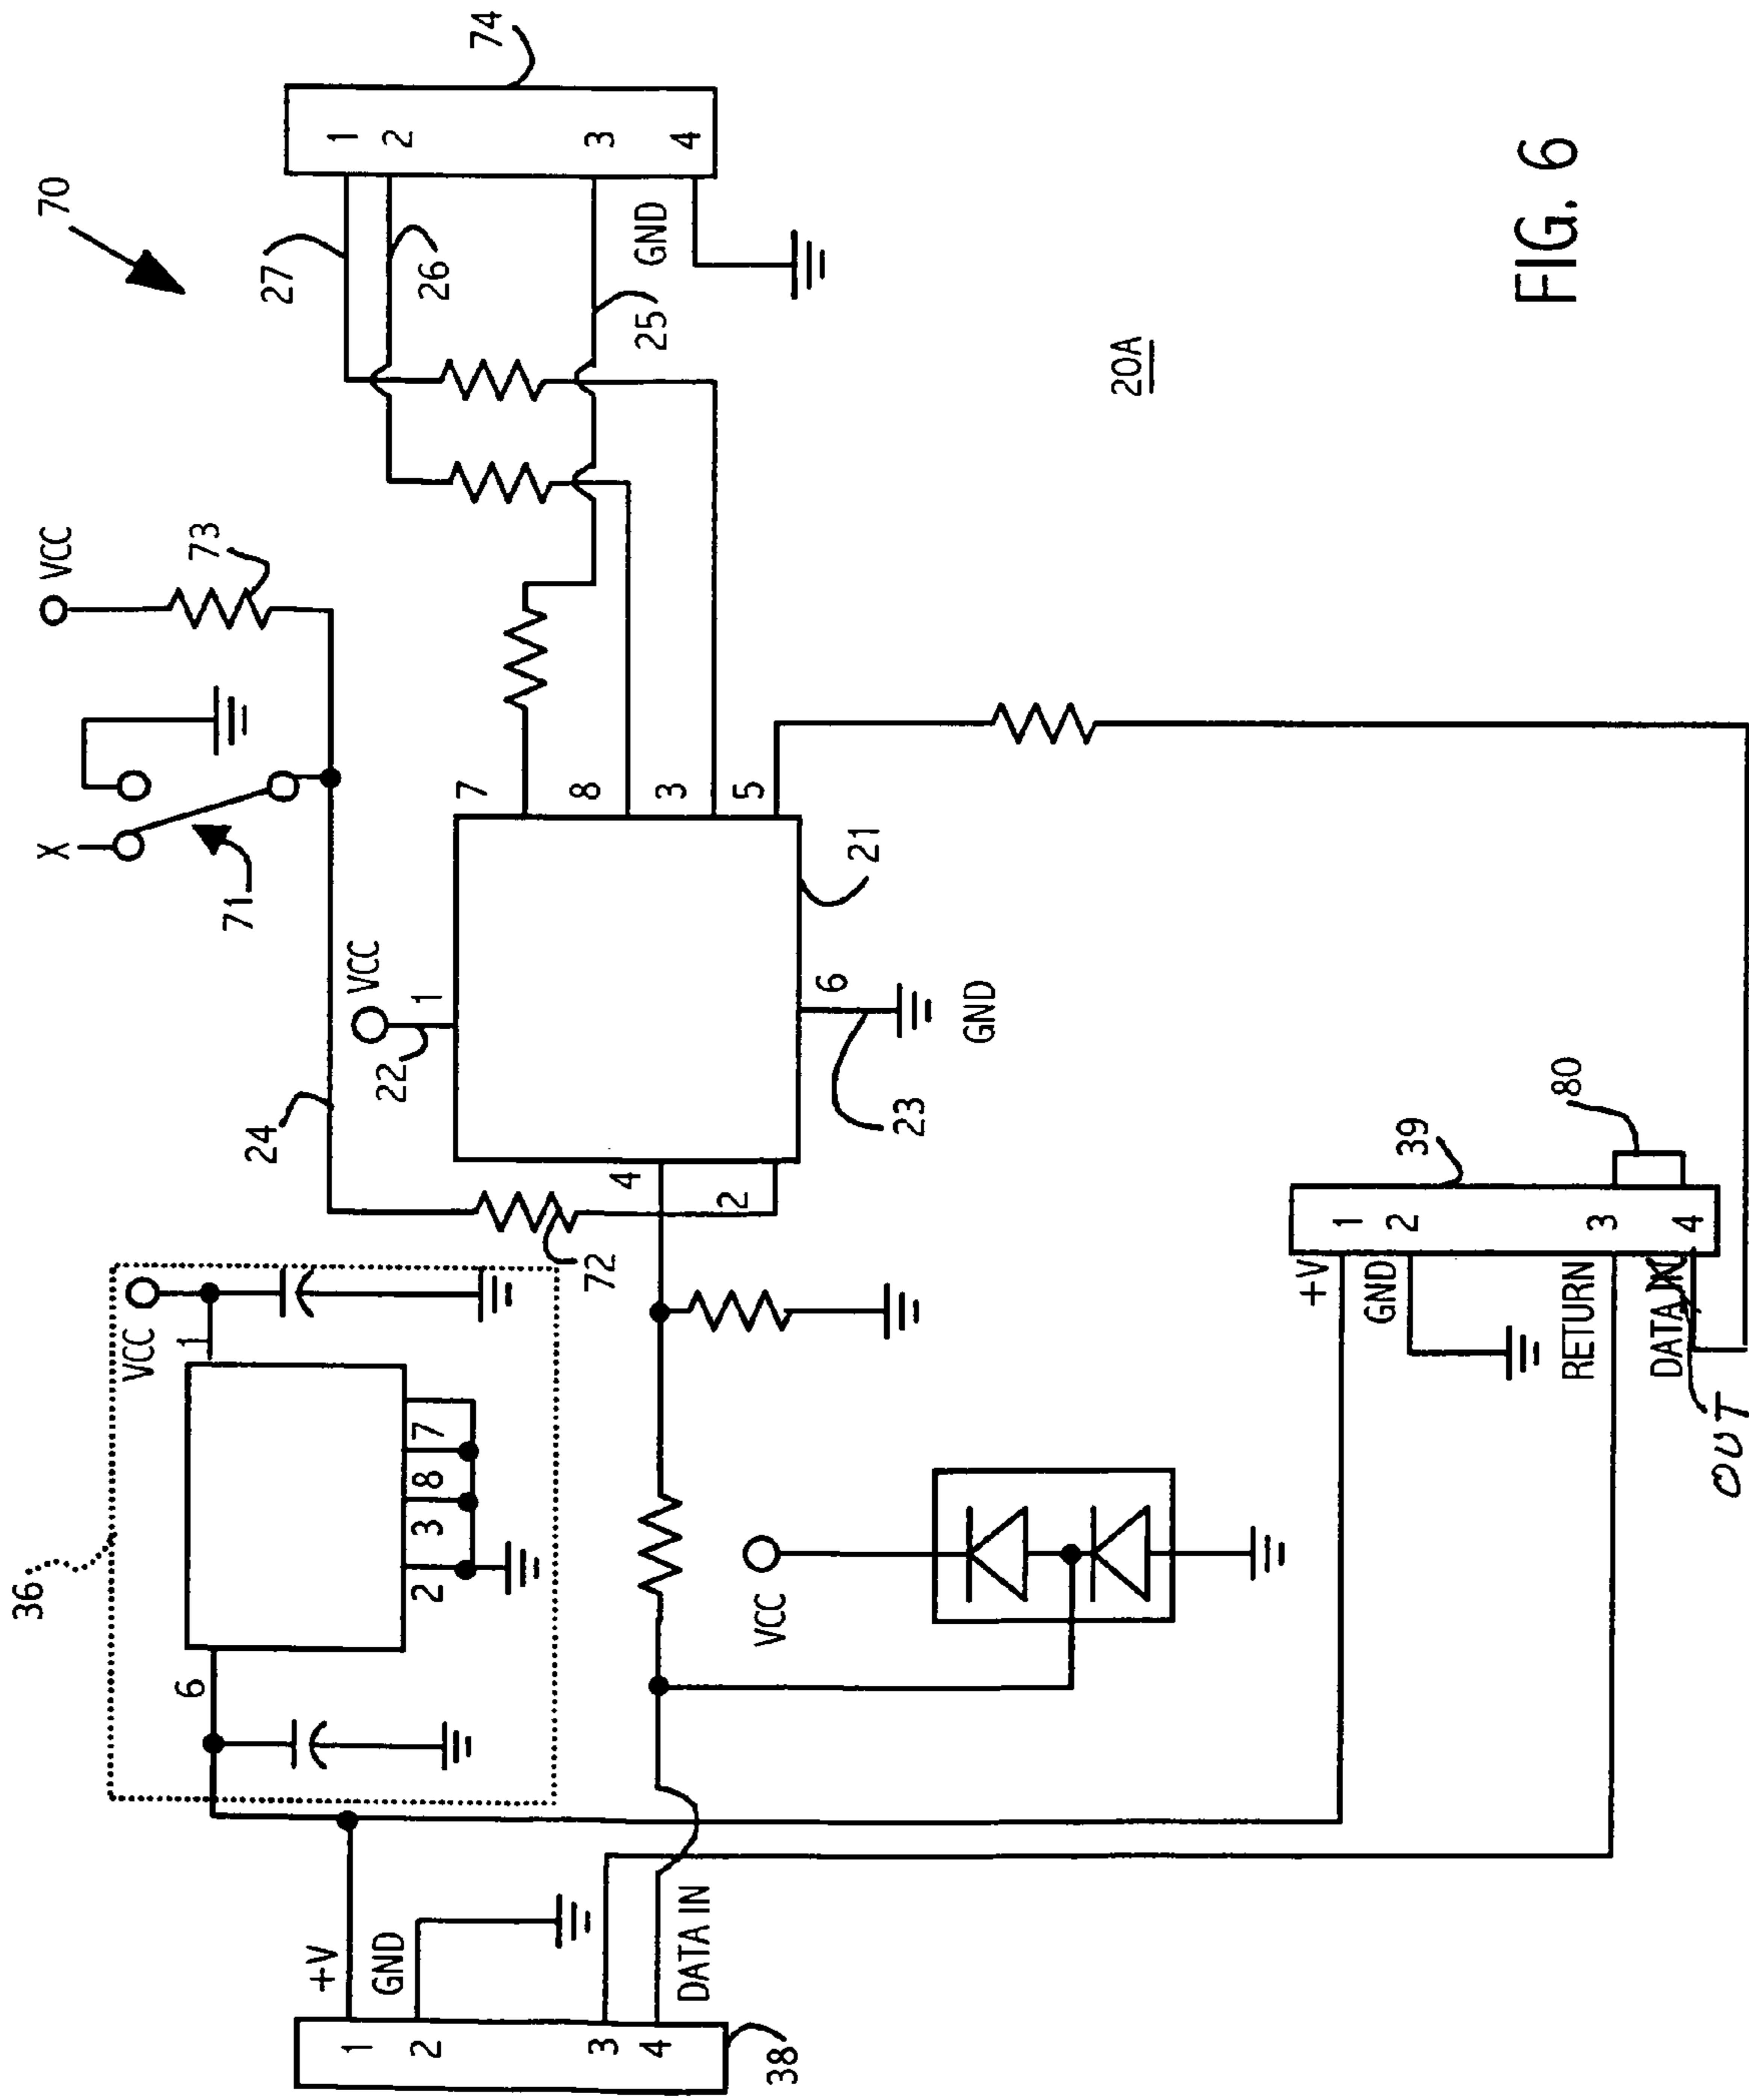 70
74
27
26
25
GND
1
2
3
4
VCC
73
X
71
24
VCC
22
1
7
8
3
5
4
2
6
21
23
GND
72
36
VCC
1
6
2
3
8
7
+V
GND
DATA IN
1
2
3
4
38
VCC
+V
GND
RETURN
DATA IN
OUT
1
2
3
4
39
80
20A
FIG. 6